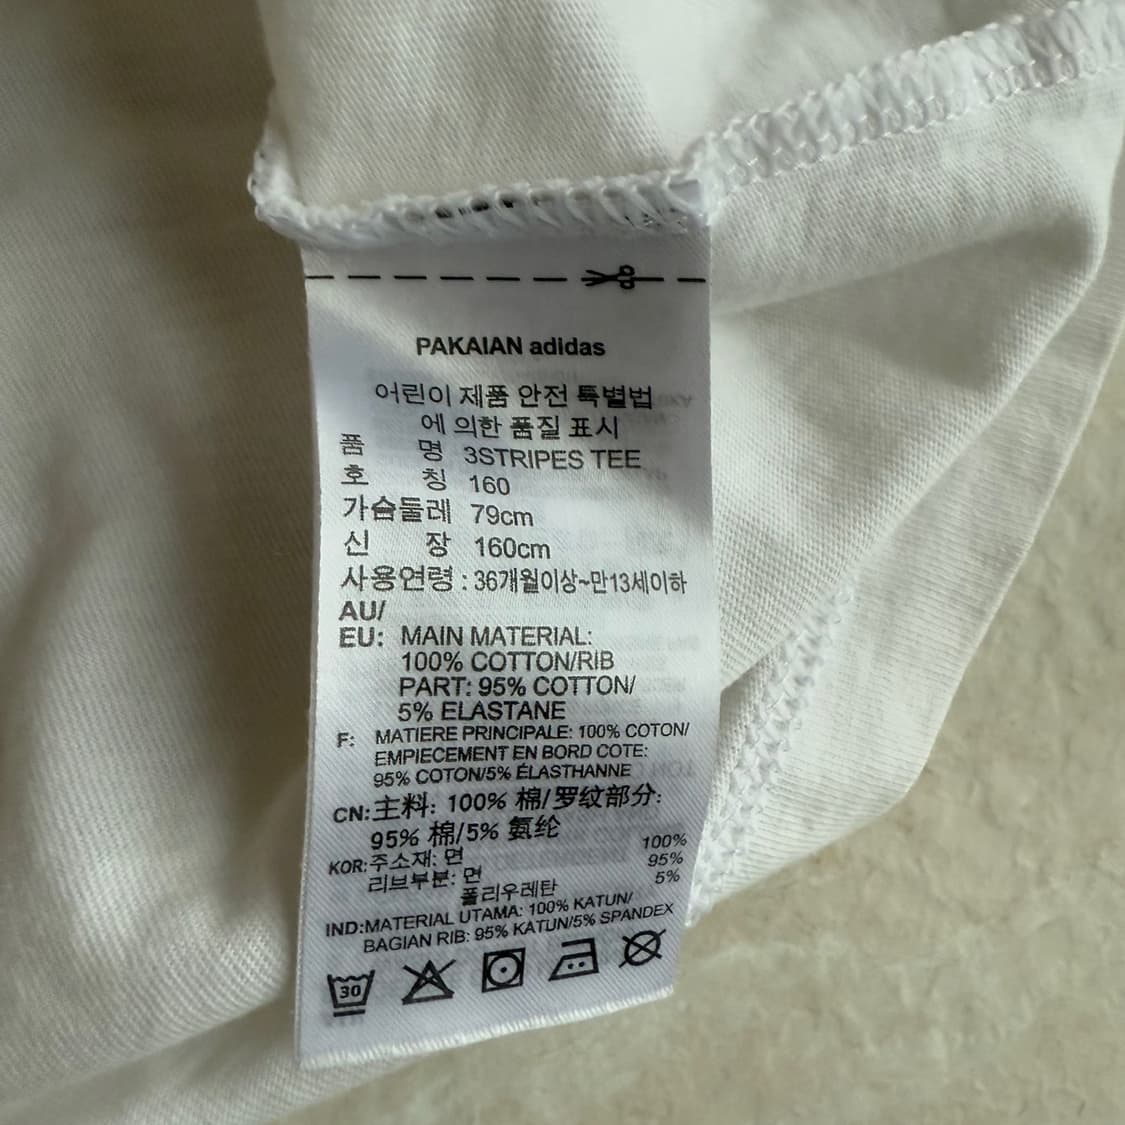 PAKAIAN adidas
어린이 제품 안전 특별법
에 의한 품질 표시
품 명 3STRIPES TEE
호 칭 160
가슴둘레 79cm
신 장 160cm
사용연령 : 36개월이상~만13세이하
AU/
EU: MAIN MATERIAL:
100% COTTON/RIB
PART: 95% COTTON/
5% ELASTANE
F: MATIERE PRINCIPALE: 100% COTON/
EMPIECEMENT EN BORD COTE:
95% COTON/5% ÉLASTHANNE
CN: 主料: 100% 棉/罗纹部分:
95% 棉/5% 氨纶
KOR: 주소재: 면 100%
리브부분: 면 95%
폴리우레탄 5%
IND: MATERIAL UTAMA: 100% KATUN/
BAGIAN RIB: 95% KATUN/5% SPANDEX
30